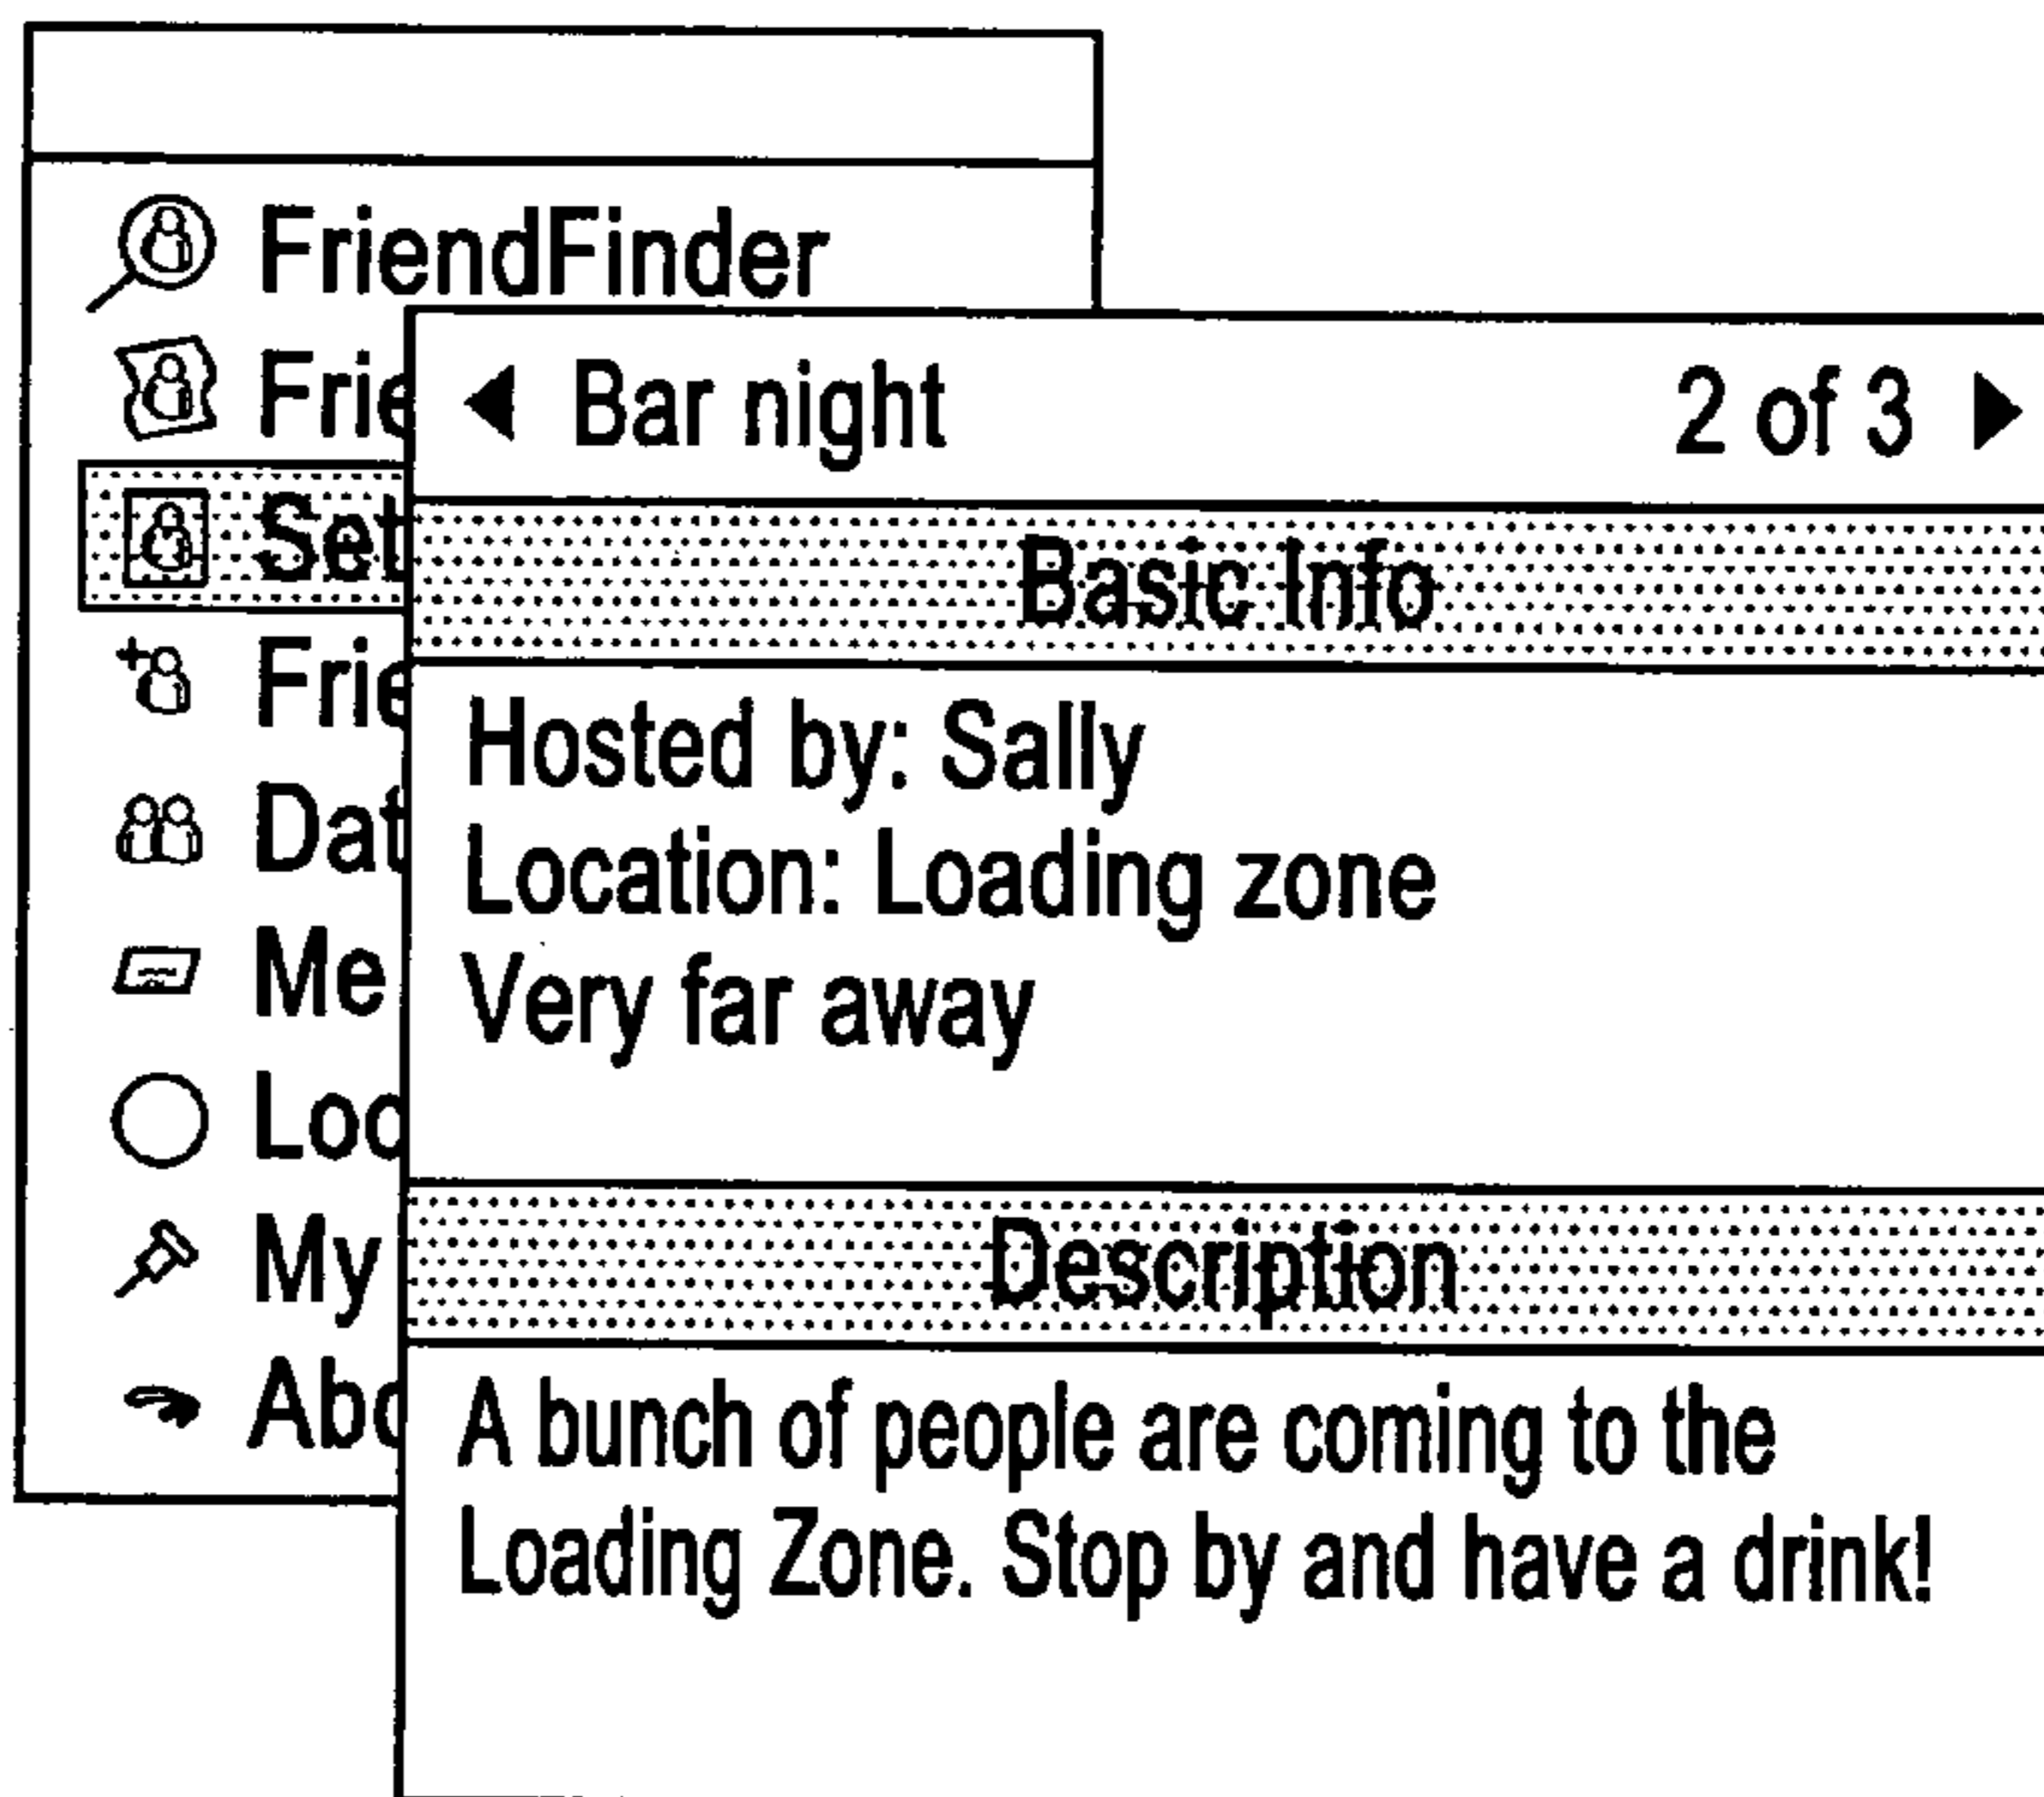 FriendFinder
Frie
Set
Frie
Dat
Me
Loc
My
Abo
Bar night 2 of 3
Basic Info
Hosted by: Sally
Location: Loading zone
Very far away
Description
A bunch of people are coming to the
Loading Zone. Stop by and have a drink!